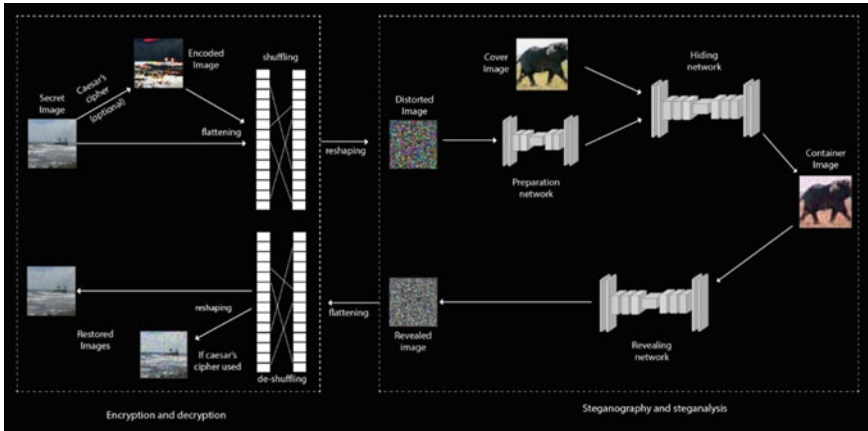 shuffling
Encoded
Image
Caesar's
cipher
(optional)
Secret
Image
flattening
reshaping
Cover
Image
Hiding
network
Distorted
Image
Preparation
network
Container
Image
reshaping
Restored
Images
If caesar's
cipher used
de-shuffling
flattening
Revealed
image
Revealing
network
Encryption and decryption
Steganography and steganalysis